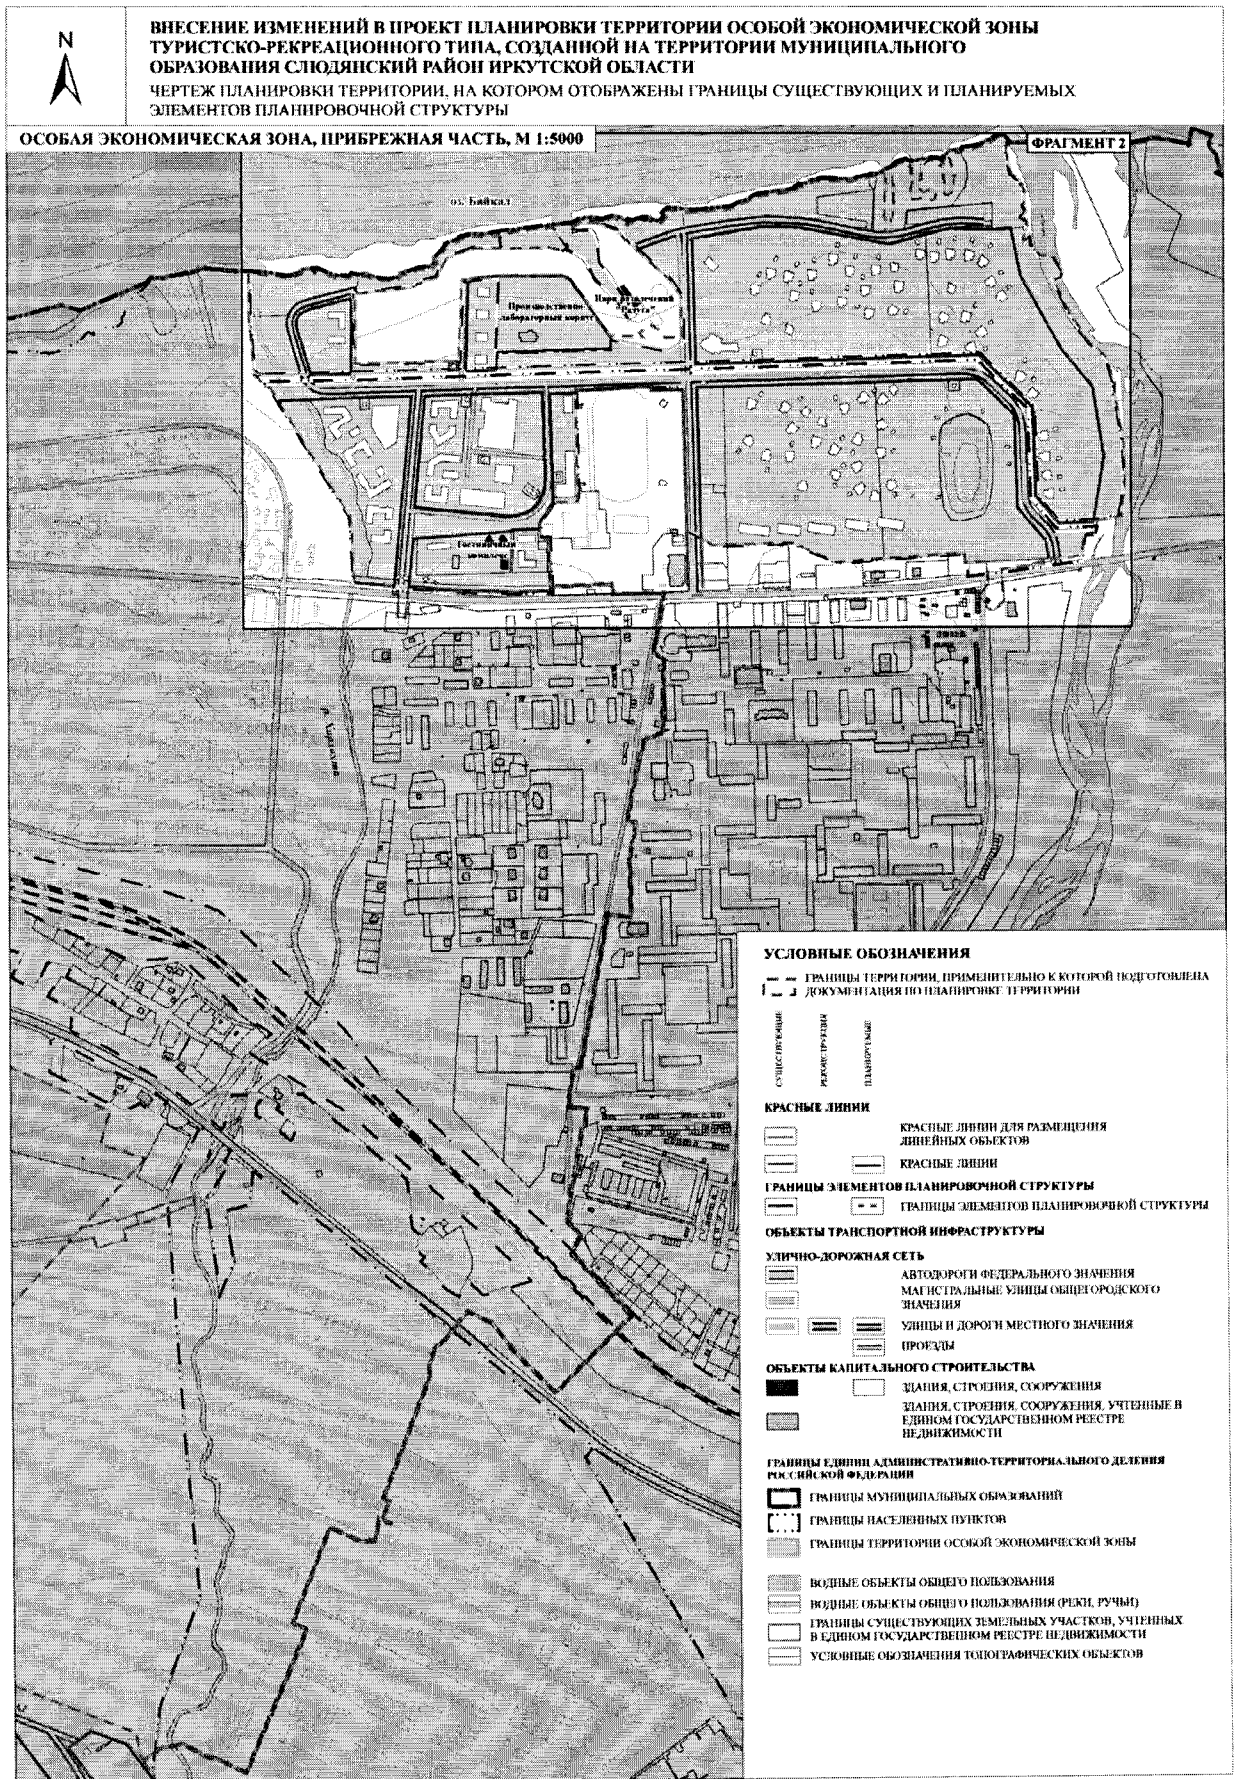 N
ВНЕСЕНИЕ ИЗМЕНЕНИЙ В ПРОЕКТ ПЛАНИРОВКИ ТЕРРИТОРИИ ОСОБОЙ ЭКОНОМИЧЕСКОЙ ЗОНЫ
ТУРИСТСКО-РЕКРЕАЦИОННОГО ТИПА, СОЗДАННОЙ НА ТЕРРИТОРИИ МУНИЦИПАЛЬНОГО
ОБРАЗОВАНИЯ СЛЮДЯНСКИЙ РАЙОН ИРКУТСКОЙ ОБЛАСТИ
ЧЕРТЕЖ ПЛАНИРОВКИ ТЕРРИТОРИИ, НА КОТОРОМ ОТОБРАЖЕНЫ ГРАНИЦЫ СУЩЕСТВУЮЩИХ И ПЛАНИРУЕМЫХ
ЭЛЕМЕНТОВ ПЛАНИРОВОЧНОЙ СТРУКТУРЫ
ОСОБАЯ ЭКОНОМИЧЕСКАЯ ЗОНА, ПРИБРЕЖНАЯ ЧАСТЬ, М 1:5000
ФРАГМЕНТ 2
оз. Байкал
Парк развлечений
Производственно-
лабораторный корпус
Гостиничный
комплекс
УСЛОВНЫЕ ОБОЗНАЧЕНИЯ
ГРАНИЦЫ ТЕРРИТОРИИ, ПРИМЕНИТЕЛЬНО К КОТОРОЙ ПОДГОТОВЛЕНА
ДОКУМЕНТАЦИЯ ПО ПЛАНИРОВКЕ ТЕРРИТОРИИ
СУЩЕСТВУЮЩИЕ
РЕКОНСТРУКЦИЯ
ПЛАНИРУЕМЫЕ
КРАСНЫЕ ЛИНИИ
КРАСНЫЕ ЛИНИИ ДЛЯ РАЗМЕЩЕНИЯ
ЛИНЕЙНЫХ ОБЪЕКТОВ
КРАСНЫЕ ЛИНИИ
ГРАНИЦЫ ЭЛЕМЕНТОВ ПЛАНИРОВОЧНОЙ СТРУКТУРЫ
ГРАНИЦЫ ЭЛЕМЕНТОВ ПЛАНИРОВОЧНОЙ СТРУКТУРЫ
ОБЪЕКТЫ ТРАНСПОРТНОЙ ИНФРАСТРУКТУРЫ
УЛИЧНО-ДОРОЖНАЯ СЕТЬ
АВТОДОРОГИ ФЕДЕРАЛЬНОГО ЗНАЧЕНИЯ
МАГИСТРАЛЬНЫЕ УЛИЦЫ ОБЩЕГОРОДСКОГО
ЗНАЧЕНИЯ
УЛИЦЫ И ДОРОГИ МЕСТНОГО ЗНАЧЕНИЯ
ПРОЕЗДЫ
ОБЪЕКТЫ КАПИТАЛЬНОГО СТРОИТЕЛЬСТВА
ЗДАНИЯ, СТРОЕНИЯ, СООРУЖЕНИЯ
ЗДАНИЯ, СТРОЕНИЯ, СООРУЖЕНИЯ, УЧТЕННЫЕ В
ЕДИНОМ ГОСУДАРСТВЕННОМ РЕЕСТРЕ
НЕДВИЖИМОСТИ
ГРАНИЦЫ ЕДИНИЦ АДМИНИСТРАТИВНО-ТЕРРИТОРИАЛЬНОГО ДЕЛЕНИЯ
РОССИЙСКОЙ ФЕДЕРАЦИИ
ГРАНИЦЫ МУНИЦИПАЛЬНЫХ ОБРАЗОВАНИЙ
ГРАНИЦЫ НАСЕЛЕННЫХ ПУНКТОВ
ГРАНИЦЫ ТЕРРИТОРИИ ОСОБОЙ ЭКОНОМИЧЕСКОЙ ЗОНЫ
ВОДНЫЕ ОБЪЕКТЫ ОБЩЕГО ПОЛЬЗОВАНИЯ
ВОДНЫЕ ОБЪЕКТЫ ОБЩЕГО ПОЛЬЗОВАНИЯ (РЕКИ, РУЧЬИ)
ГРАНИЦЫ СУЩЕСТВУЮЩИХ ЗЕМЕЛЬНЫХ УЧАСТКОВ, УЧТЕННЫХ
В ЕДИНОМ ГОСУДАРСТВЕННОМ РЕЕСТРЕ НЕДВИЖИМОСТИ
УСЛОВНЫЕ ОБОЗНАЧЕНИЯ ТОПОГРАФИЧЕСКИХ ОБЪЕКТОВ